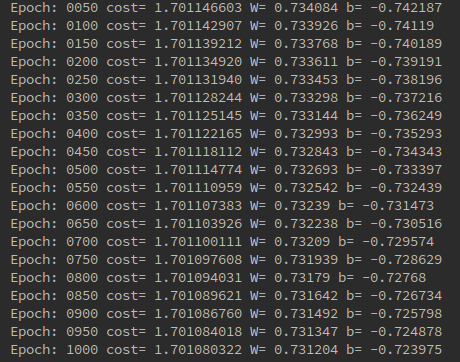 Epoch: 0050 cost= 1.701146603 W= 0.734084 b= -0.742187
Epoch: 0100 cost= 1.701142907 W= 0.733926 b= -0.74119
Epoch: 0150 cost= 1.701139212 W= 0.733768 b= -0.740189
Epoch: 0200 cost= 1.701134920 W= 0.733611 b= -0.739191
Epoch: 0250 cost= 1.701131940 W= 0.733453 b= -0.738196
Epoch: 0300 cost= 1.701128244 W= 0.733298 b= -0.737216
Epoch: 0350 cost= 1.701125145 W= 0.733144 b= -0.736249
Epoch: 0400 cost= 1.701122165 W= 0.732993 b= -0.735293
Epoch: 0450 cost= 1.701118112 W= 0.732843 b= -0.734343
Epoch: 0500 cost= 1.701114774 W= 0.732693 b= -0.733397
Epoch: 0550 cost= 1.701110959 W= 0.732542 b= -0.732439
Epoch: 0600 cost= 1.701107383 W= 0.73239 b= -0.731473
Epoch: 0650 cost= 1.701103926 W= 0.732238 b= -0.730516
Epoch: 0700 cost= 1.701100111 W= 0.73209 b= -0.729574
Epoch: 0750 cost= 1.701097608 W= 0.731939 b= -0.728629
Epoch: 0800 cost= 1.701094031 W= 0.73179 b= -0.72768
Epoch: 0850 cost= 1.701089621 W= 0.731642 b= -0.726734
Epoch: 0900 cost= 1.701086760 W= 0.731492 b= -0.725798
Epoch: 0950 cost= 1.701084018 W= 0.731347 b= -0.724878
Epoch: 1000 cost= 1.701080322 W= 0.731204 b= -0.723975